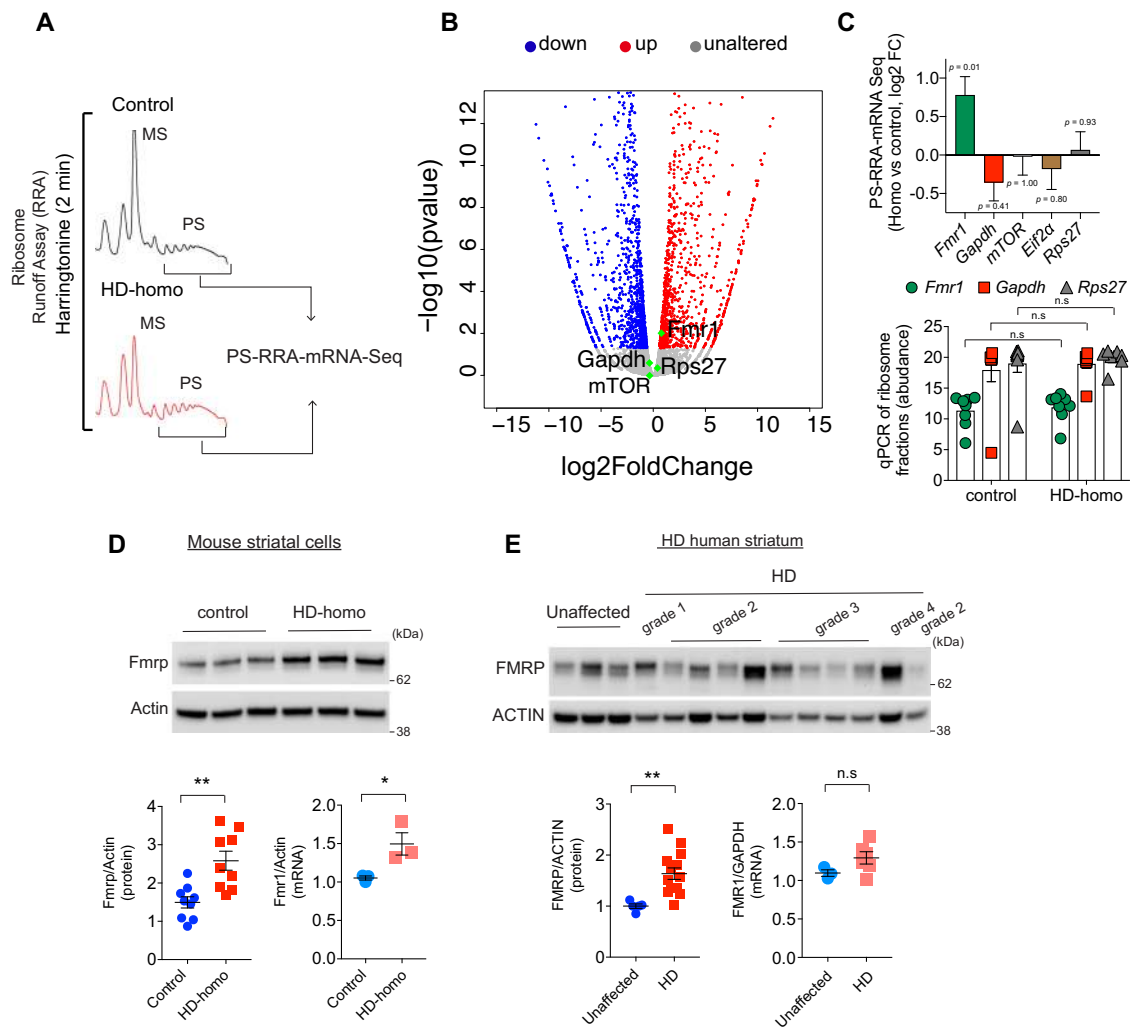 A
Ribosome
Runoff Assay (RRA)
Harringtonine (2 min)
Control
MS
PS
HD-homo
MS
PS
PS-RRA-mRNA-Seq
B
down up unaltered
−log10(pvalue)
12
10
8
6
4
2
0
Fmr1
Gapdh
Rps27
mTOR
−15 −10 −5 0 5 10 15
log2FoldChange
C
PS-RRA-mRNA Seq
(Homo vs control, log2 FC)
1.0
0.5
0.0
-0.5
p = 0.01
p = 0.41
p = 1.00
p = 0.80
p = 0.93
Fmr1
Gapdh
mTOR
Eif2α
Rps27
Fmr1 Gapdh Rps27
n.s
n.s
n.s
qPCR of ribosome
fractions (abudance)
25
20
15
10
0
control HD-homo
D
Mouse striatal cells
control HD-homo
(kDa)
Fmrp
62
Actin
38
**
Fmrp/Actin
(protein)
4
3
2
1
0
Control
HD-homo
*
Fmr1/Actin
(mRNA)
2.0
1.5
1.0
0.5
0.0
Control
HD-homo
E
HD human striatum
HD
Unaffected grade 1 grade 2 grade 3 grade 4 grade 2
(kDa)
FMRP
62
ACTIN
38
**
FMRP/ACTIN
(protein)
3
2
1
0
Unaffected
HD
n.s
FMR1/GAPDH
(mRNA)
2.0
1.5
1.0
0.5
0.0
Unaffected
HD